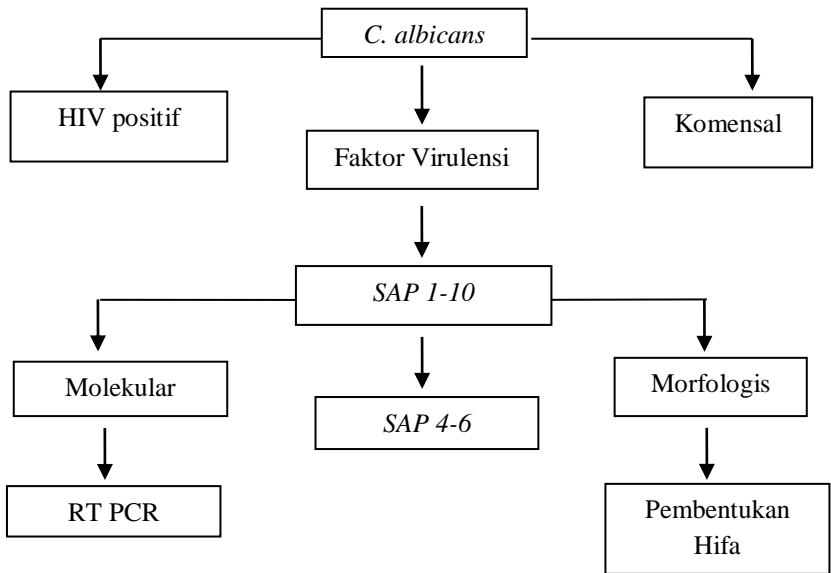 C. albicans
HIV positif
Komensal
Faktor Virulensi
SAP 1-10
Molekular
Morfologis
SAP 4-6
RT PCR
Pembentukan
Hifa